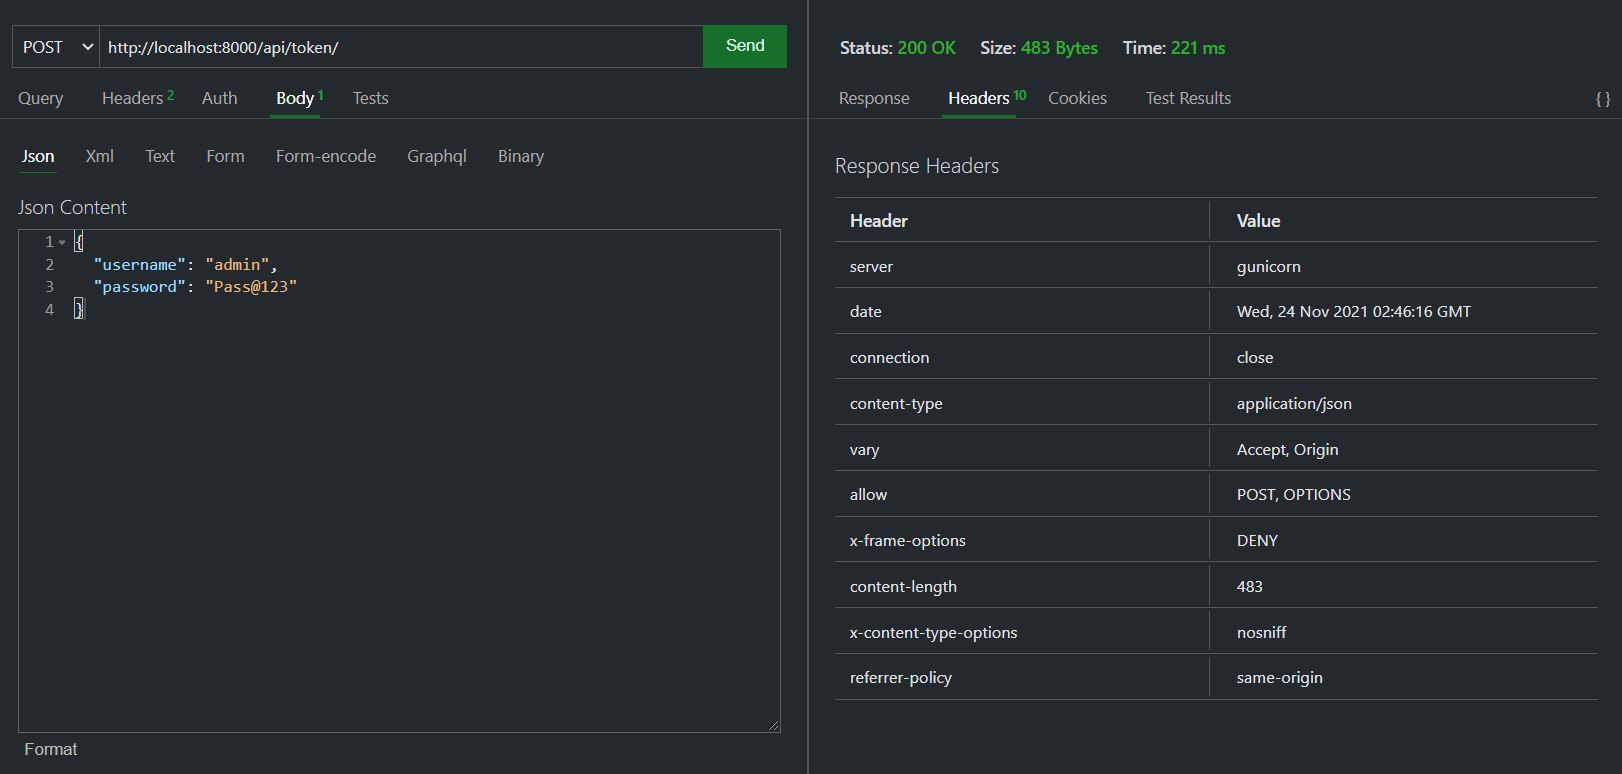 POST http://localhost:8000/api/token/ Send
Query Headers 2 Auth Body 1 Tests
Json Xml Text Form Form-encode Graphql Binary
Json Content
1 {
2 "username": "admin",
3 "password": "Pass@123"
4 }
Format
Status: 200 OK Size: 483 Bytes Time: 221 ms
Response Headers 10 Cookies Test Results { }
Response Headers
Header Value
server gunicorn
date Wed, 24 Nov 2021 02:46:16 GMT
connection close
content-type application/json
vary Accept, Origin
allow POST, OPTIONS
x-frame-options DENY
content-length 483
x-content-type-options nosniff
referrer-policy same-origin